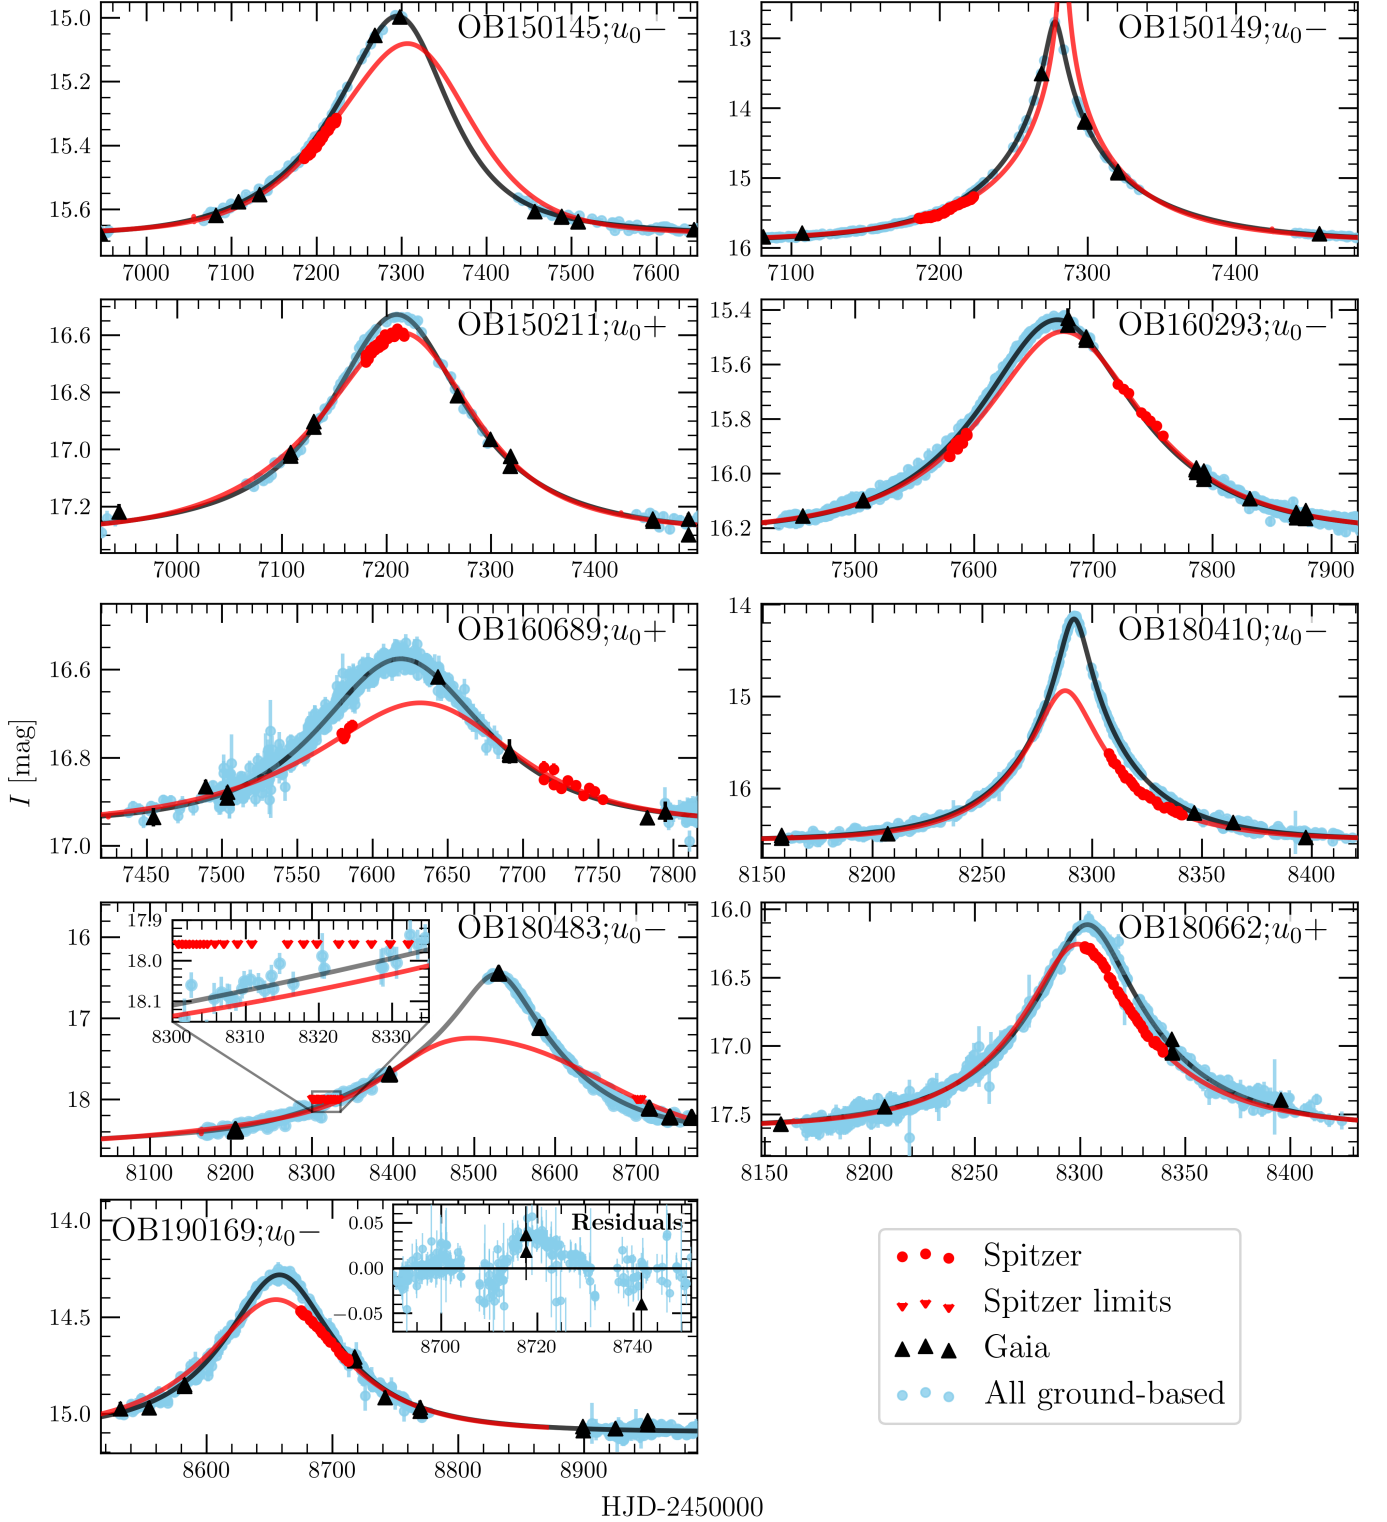 OB150145;u0−
15.0
15.2
15.4
15.6
7000 7100 7200 7300 7400 7500 7600
OB150149;u0−
13
14
15
16
7100 7200 7300 7400
OB150211;u0+
16.6
16.8
17.0
17.2
7000 7100 7200 7300 7400
OB160293;u0−
15.4
15.6
15.8
16.0
16.2
7500 7600 7700 7800 7900
OB160689;u0+
16.6
16.8
17.0
7450 7500 7550 7600 7650 7700 7750 7800
OB180410;u0−
14
15
16
8150 8200 8250 8300 8350 8400
I [mag]
OB180483;u0−
16
17
18
17.9
18.0
18.1
8300 8310 8320 8330
8100 8200 8300 8400 8500 8600 8700
OB180662;u0+
16.0
16.5
17.0
17.5
8150 8200 8250 8300 8350 8400
OB190169;u0−
14.0
14.5
15.0
Residuals
0.05
0.00
−0.05
8700 8720 8740
8600 8700 8800 8900
Spitzer
Spitzer limits
Gaia
All ground-based
HJD-2450000